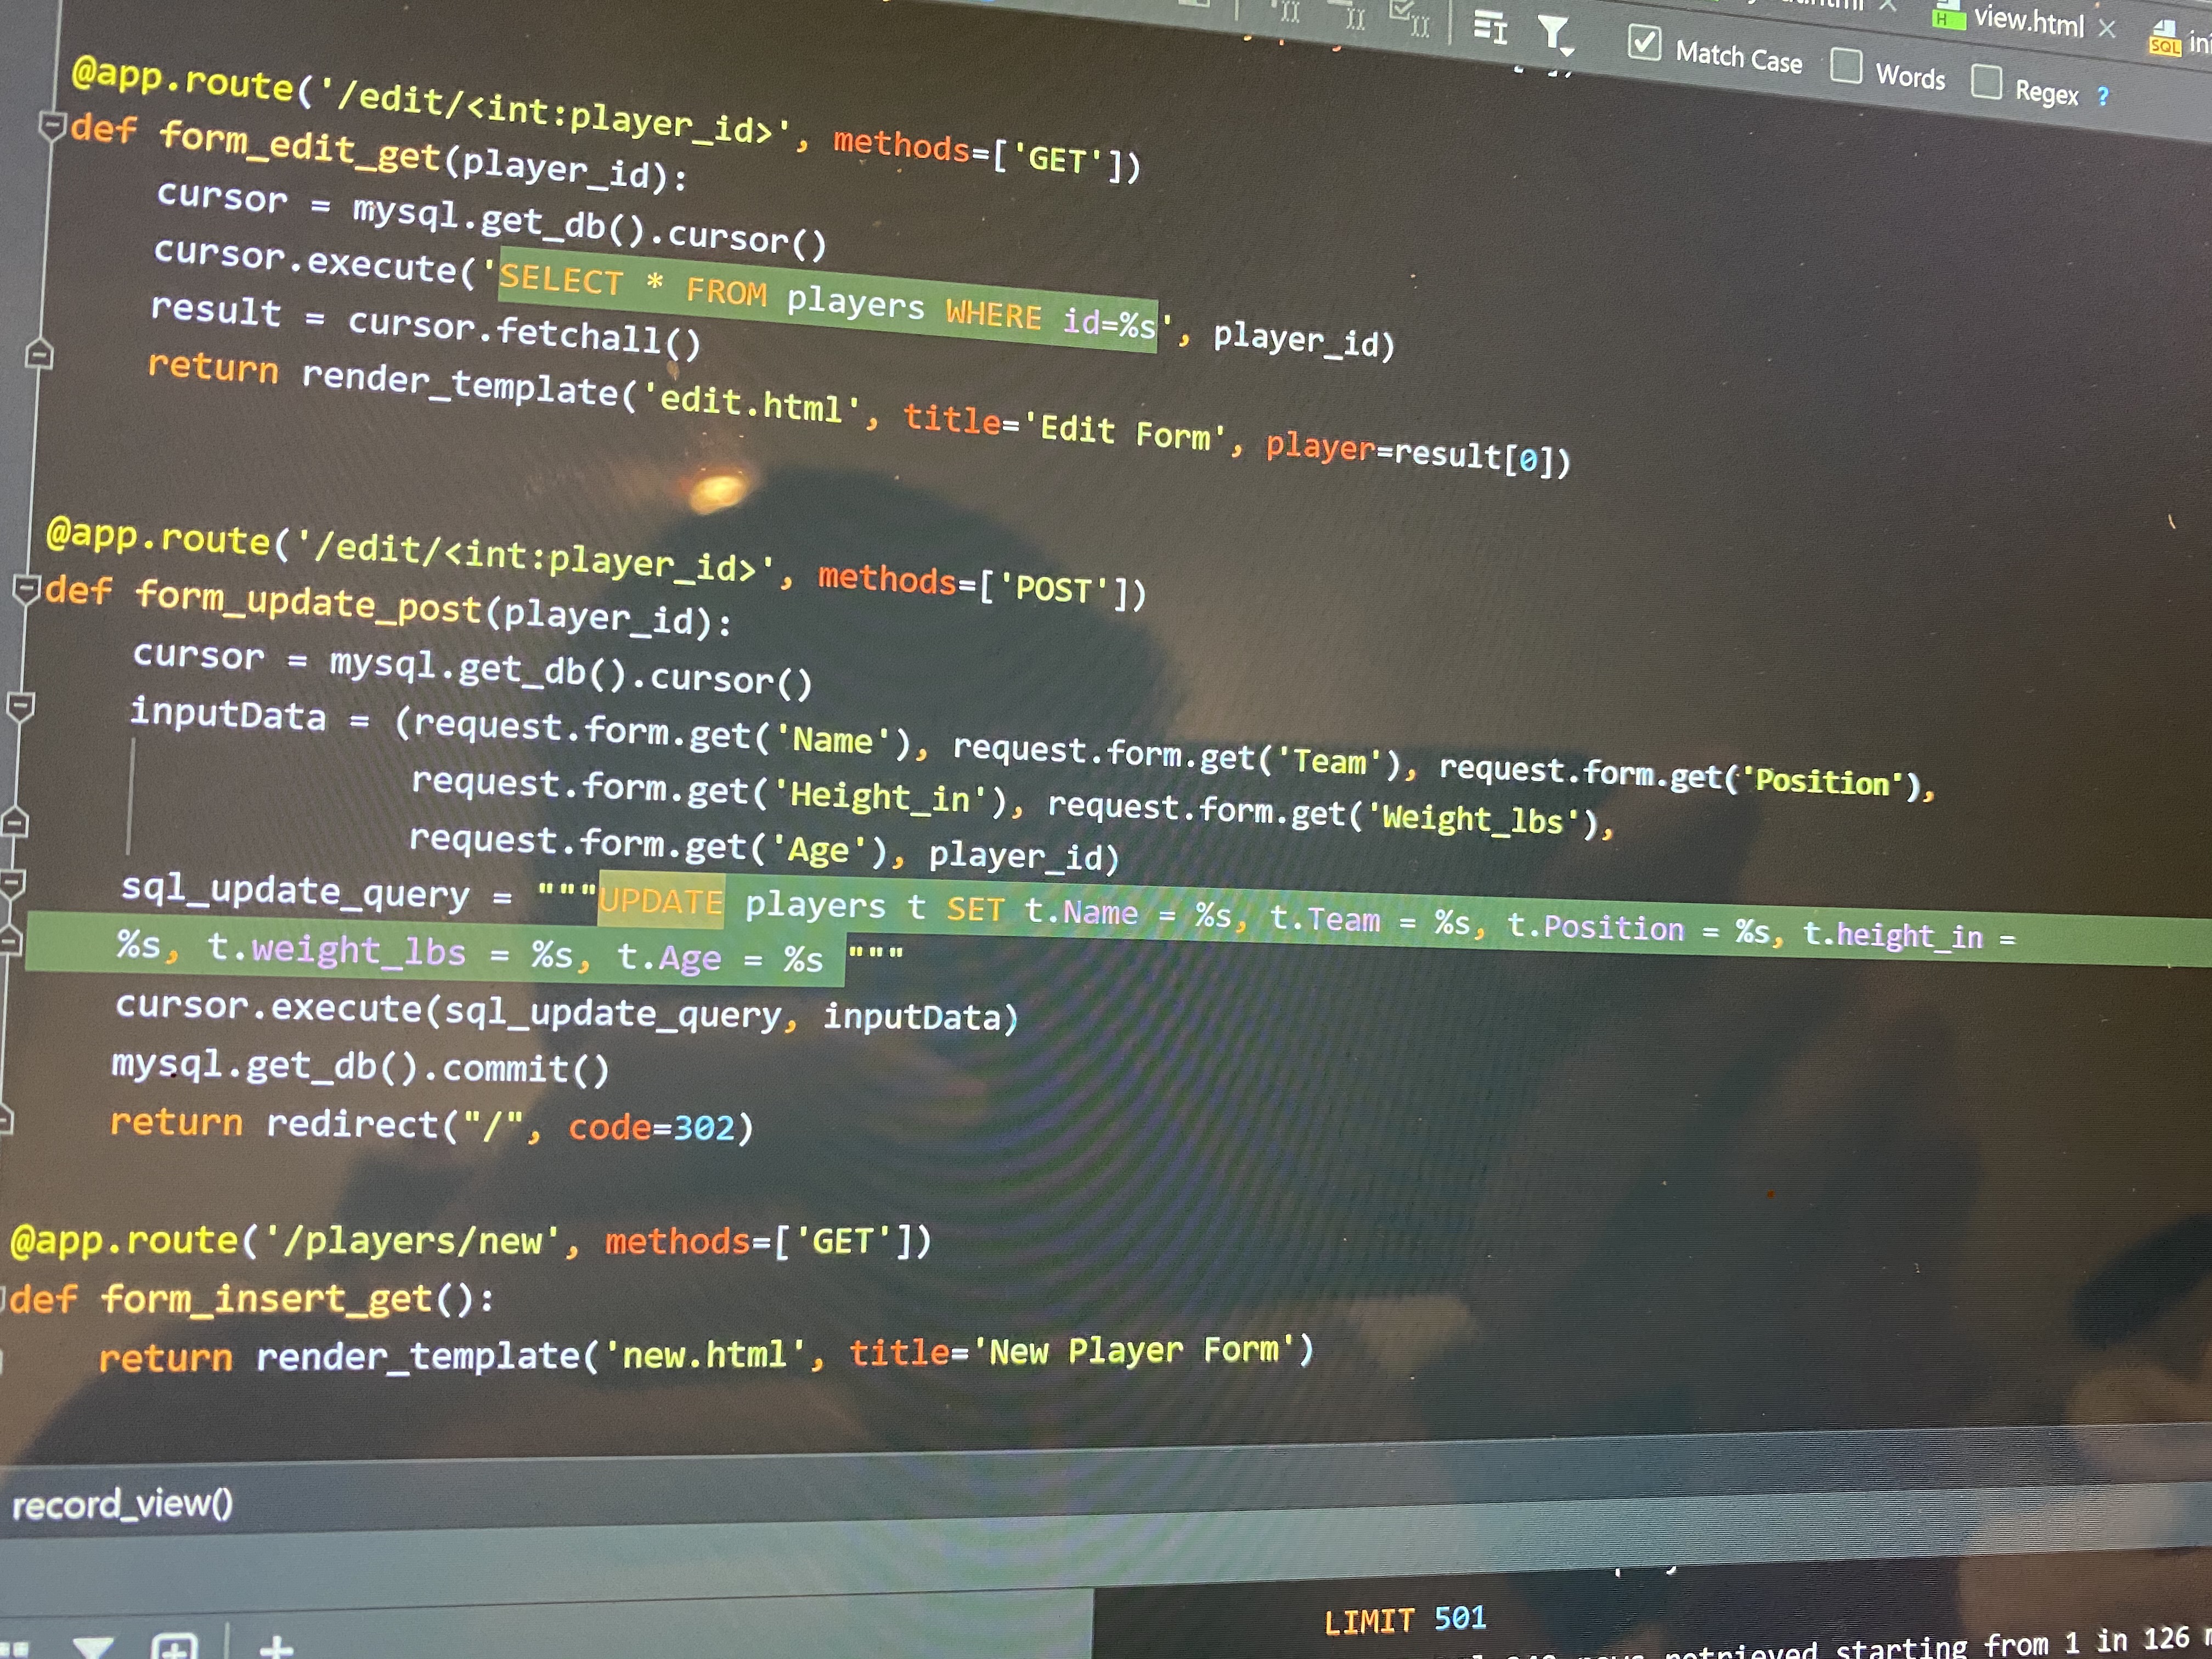 view.html
SQL
H
Match Case Words Regex ?
@app.route('/edit/<int:player_id>', methods=['GET'])
def form_edit_get(player_id):
cursor = mysql.get_db().cursor()
cursor.execute('SELECT * FROM players WHERE id=%s', player_id)
result = cursor.fetchall()
return render_template('edit.html', title='Edit Form', player=result[0])
@app.route('/edit/<int:player_id>', methods=['POST'])
def form_update_post(player_id):
cursor = mysql.get_db().cursor()
inputData = (request.form.get('Name'), request.form.get('Team'), request.form.get('Position'),
request.form.get('Height_in'), request.form.get('Weight_lbs'),
request.form.get('Age'), player_id)
sql_update_query = """UPDATE players t SET t.Name = %s, t.Team = %s, t.Position = %s, t.height_in =
%s, t.weight_lbs = %s, t.Age = %s """
cursor.execute(sql_update_query, inputData)
mysql.get_db().commit()
return redirect("/", code=302)
@app.route('/players/new', methods=['GET'])
def form_insert_get():
return render_template('new.html', title='New Player Form')
record_view()
LIMIT 501
retrieved starting from 1 in 126